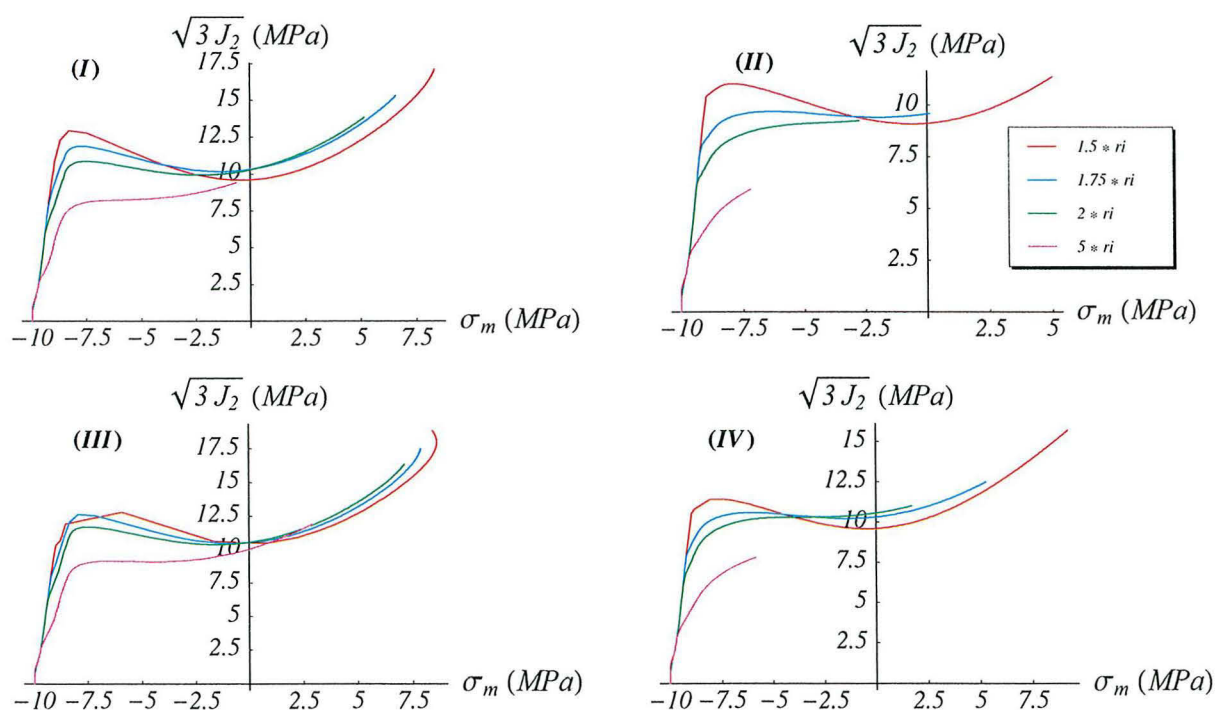 √3 J2 (MPa)
(I)
17.5
15
12.5
10
7.5
5
2.5
−10 −7.5 −5 −2.5 2.5 5 7.5
σm (MPa)
√3 J2 (MPa)
(II)
10
7.5
5
2.5
−10 −7.5 −5 −2.5 2.5 5
σm (MPa)
1.5 * ri
1.75 * ri
2 * ri
5 * ri
√3 J2 (MPa)
(III)
17.5
15
12.5
10
7.5
5
2.5
−10 −7.5 −5 −2.5 2.5 5 7.5
σm (MPa)
√3 J2 (MPa)
(IV)
15
12.5
10
7.5
5
2.5
−10 −7.5 −5 −2.5 2.5 5 7.5
σm (MPa)